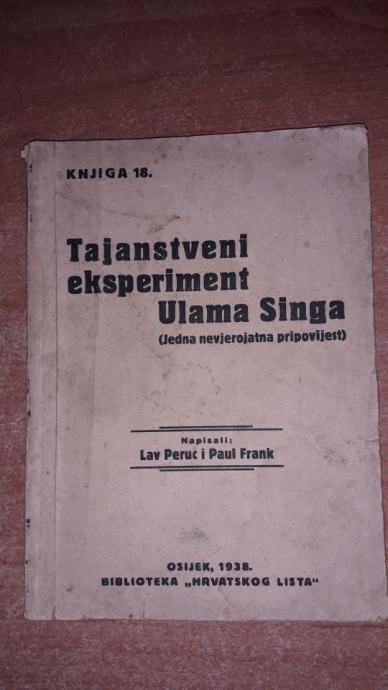 KNJIGA 18.
Tajanstveni
eksperiment
Ulama Singa
(Jedna nevjerojatna pripovijest)
Napisali:
Lav Peruc i Paul Frank
OSIJEK, 1938.
BIBLIOTEKA „HRVATSKOG LISTA“